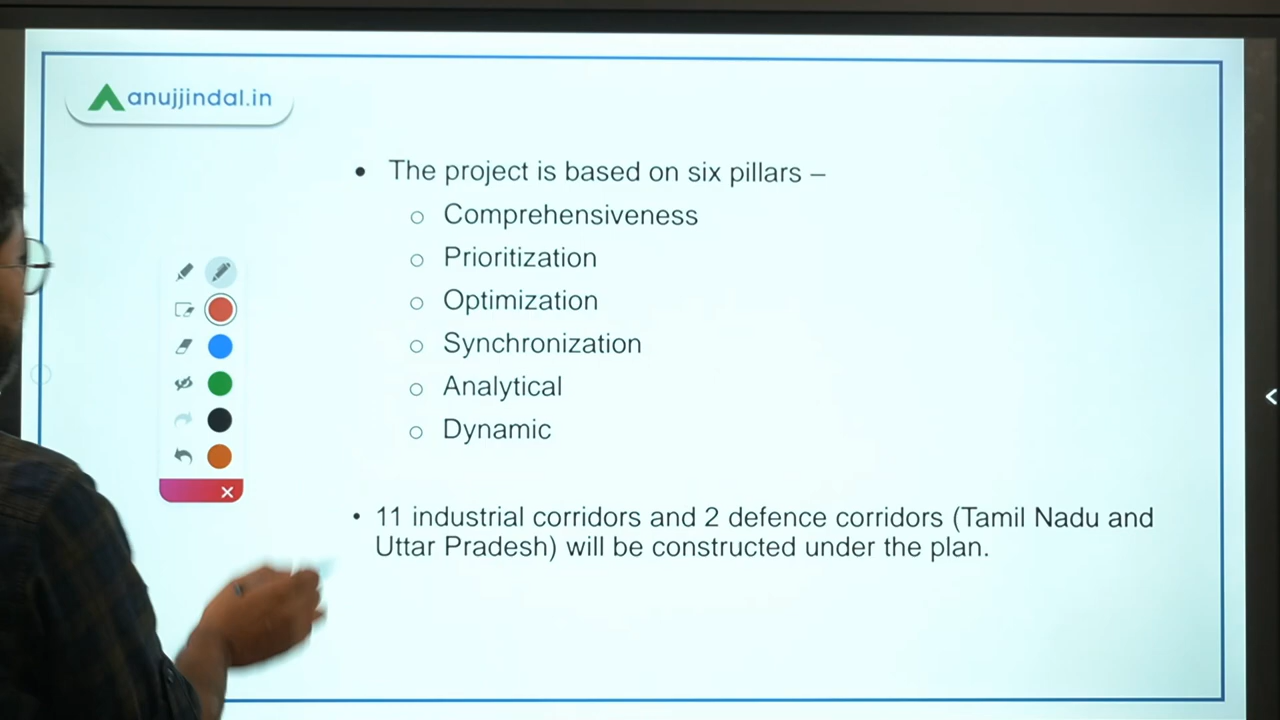 anujjindal.in
• The project is based on six pillars –
o Comprehensiveness
o Prioritization
o Optimization
o Synchronization
o Analytical
o Dynamic
• 11 industrial corridors and 2 defence corridors (Tamil Nadu and
Uttar Pradesh) will be constructed under the plan.